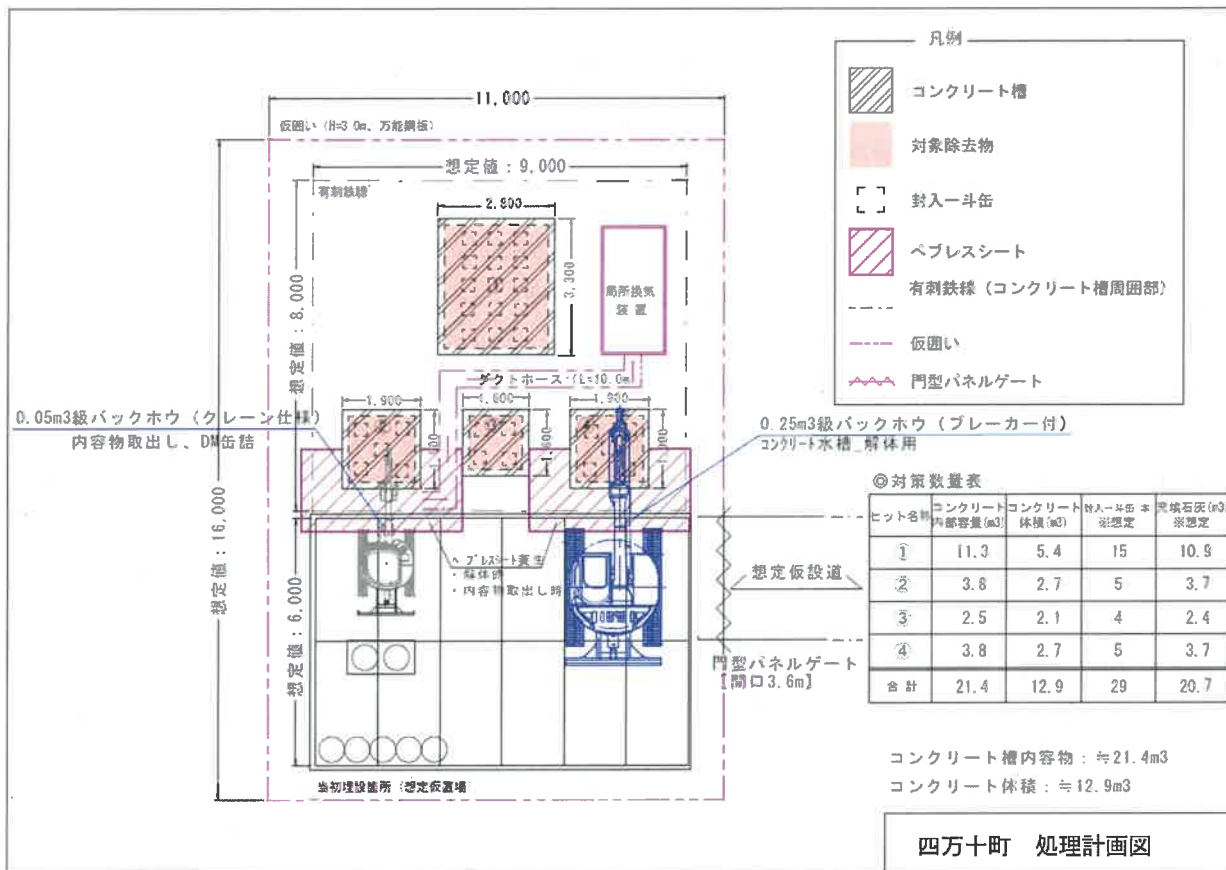 凡例
コンクリート槽
対象除去物
封入一斗缶
ペブレスシート
有刺鉄線（コンクリート槽周囲部）
仮囲い
門型パネルゲート
11,000
仮囲い（H=3.0m、万能鋼板）
想定値：9,000
有刺鉄線
2,800
3,300
局所換気
装置
想定値：8,000
想定値：16,000
ダクトホース（L=10.0m
1,900
1,600
1,900
0.05m3級バックホウ（クレーン仕様）
内容物取出し、DM缶詰
0.25m3級バックホウ（ブレーカー付）
コンクリート水槽_解体用
ペブレスシート養生
・解体時
・内容物取出し時
想定値：6,000
想定仮設道
門型パネルゲート
【開口3.6m】
当初埋設箇所（想定仮置場
◎対策数量表
ピット名称 コンクリート内部容量(m3) コンクリート体積(m3) 封入一斗缶 本 ※想定 充填石灰(m3) ※想定
① 11.3 5.4 15 10.9
② 3.8 2.7 5 3.7
③ 2.5 2.1 4 2.4
④ 3.8 2.7 5 3.7
合計 21.4 12.9 29 20.7
コンクリート槽内容物：≒21.4m3
コンクリート体積：≒12.9m3
四万十町　処理計画図